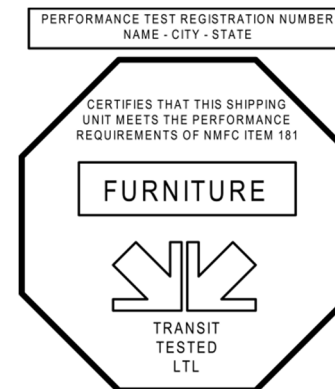 PERFORMANCE TEST REGISTRATION NUMBER
NAME - CITY - STATE
CERTIFIES THAT THIS SHIPPING
UNIT MEETS THE PERFORMANCE
REQUIREMENTS OF NMFC ITEM 181
FURNITURE
TRANSIT
TESTED
LTL